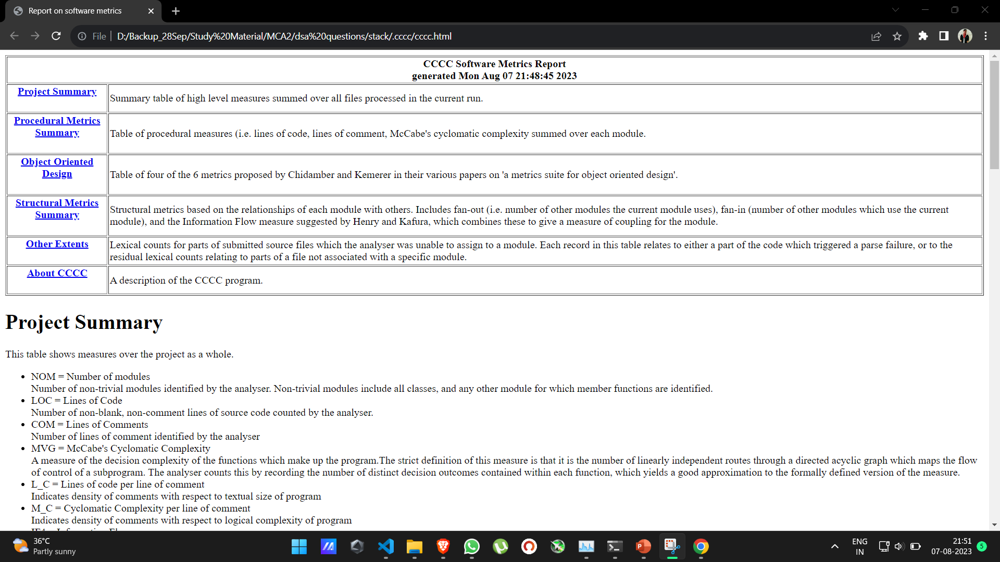 Report on software metrics
File
D:/Backup_28Sep/Study%20Material/MCA2/dsa%20questions/stack/.cccc/cccc.html
CCCC Software Metrics Report
generated Mon Aug 07 21:48:45 2023
Project Summary
Summary table of high level measures summed over all files processed in the current run.
Procedural Metrics
Summary
Table of procedural measures (i.e. lines of code, lines of comment, McCabe's cyclomatic complexity summed over each module.
Object Oriented
Design
Table of four of the 6 metrics proposed by Chidamber and Kemerer in their various papers on 'a metrics suite for object oriented design'.
Structural Metrics
Summary
Structural metrics based on the relationships of each module with others. Includes fan-out (i.e. number of other modules the current module uses), fan-in (number of other modules which use the current
module), and the Information Flow measure suggested by Henry and Kafura, which combines these to give a measure of coupling for the module.
Other Extents
Lexical counts for parts of submitted source files which the analyser was unable to assign to a module. Each record in this table relates to either a part of the code which triggered a parse failure, or to the
residual lexical counts relating to parts of a file not associated with a specific module.
About CCCC
A description of the CCCC program.
Project Summary
This table shows measures over the project as a whole.
• NOM = Number of modules
Number of non-trivial modules identified by the analyser. Non-trivial modules include all classes, and any other module for which member functions are identified.
• LOC = Lines of Code
Number of non-blank, non-comment lines of source code counted by the analyser.
• COM = Lines of Comments
Number of lines of comment identified by the analyser
• MVG = McCabe's Cyclomatic Complexity
A measure of the decision complexity of the functions which make up the program.The strict definition of this measure is that it is the number of linearly independent routes through a directed acyclic graph which maps the flow
of control of a subprogram. The analyser counts this by recording the number of distinct decision outcomes contained within each function, which yields a good approximation to the formally defined version of the measure.
• L_C = Lines of code per line of comment
Indicates density of comments with respect to textual size of program
• M_C = Cyclomatic Complexity per line of comment
Indicates density of comments with respect to logical complexity of program
36°C
Partly sunny
ENG
IN
21:51
07-08-2023
5